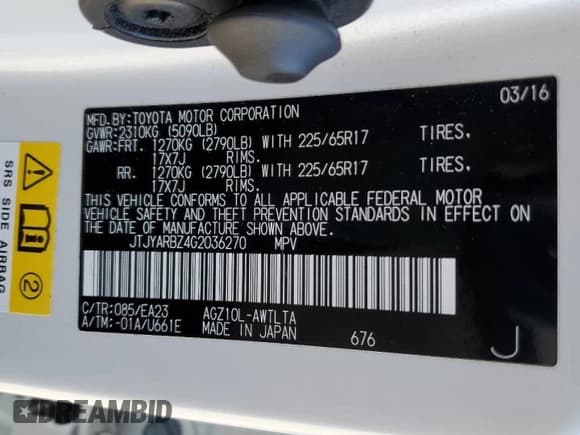 03/16
MFD.BY:TOYOTA MOTOR CORPORATION
GVWR:2310KG (5090LB)
GAWR:FRT. 1270KG (2790LB) WITH 225/65R17 TIRES.
17X7J RIMS.
RR. 1270KG (2790LB) WITH 225/65R17 TIRES.
17X7J RIMS.
THIS VEHICLE CONFORMS TO ALL APPLICABLE FEDERAL MOTOR
VEHICLE SAFETY AND THEFT PREVENTION STANDARDS IN EFFECT ON
THE DATE OF MANUFACTURE SHOWN ABOVE.
JTJYARBZ4G2036270 MPV
C/TR:085/EA23 AGZ10L-AWTLTA
A/TM:-01A/U661E MADE IN JAPAN 676
J
SRS SIDE AIRBAG
2
DREAMBID